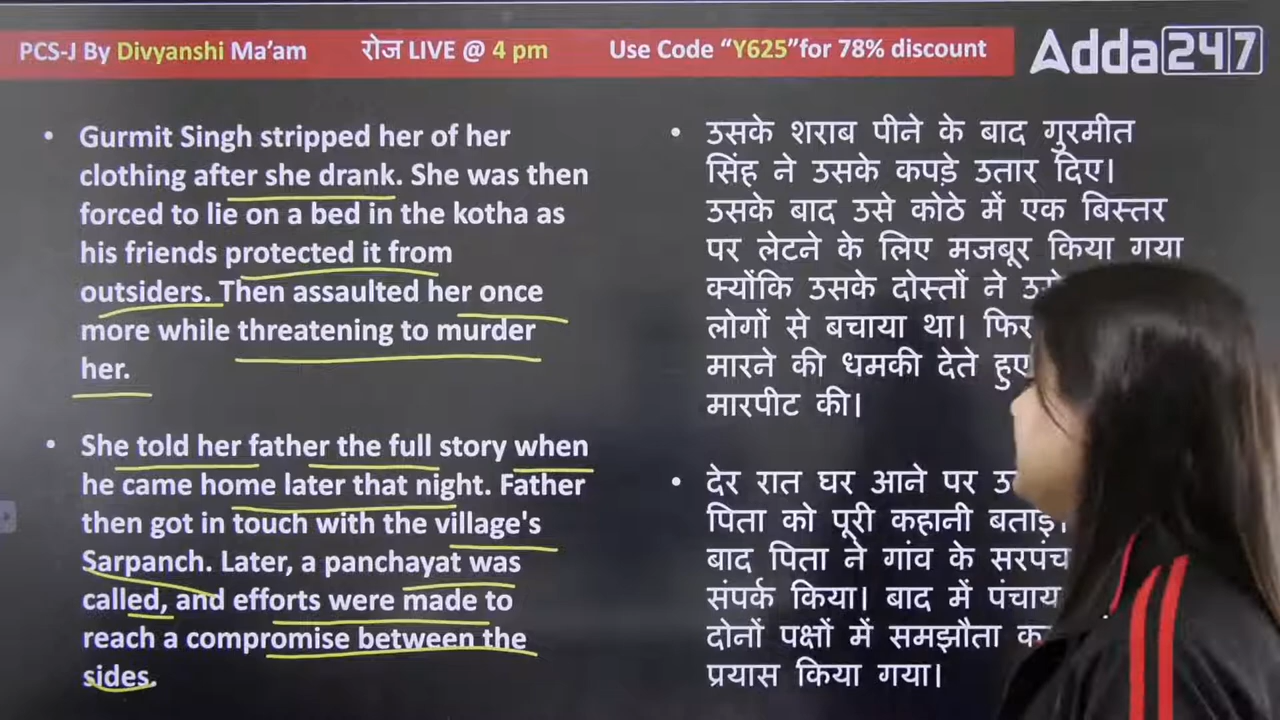 PCS-J By Divyanshi Ma'am रोज LIVE @ 4 pm Use Code “Y625”for 78% discount
Adda247
• Gurmit Singh stripped her of her
clothing after she drank. She was then
forced to lie on a bed in the kotha as
his friends protected it from
outsiders. Then assaulted her once
more while threatening to murder
her.
• She told her father the full story when
he came home later that night. Father
then got in touch with the village's
Sarpanch. Later, a panchayat was
called, and efforts were made to
reach a compromise between the
sides.
• उसके शराब पीने के बाद गुरमीत
सिंह ने उसके कपड़े उतार दिए।
उसके बाद उसे कोठे में एक बिस्तर
पर लेटने के लिए मजबूर किया गया
क्योंकि उसके दोस्तों ने
लोगों से बचाया था। फिर
मारने की धमकी देते हुए
मारपीट की।
• देर रात घर आने पर
पिता को पूरी कहानी बताई।
बाद पिता ने गांव के सरपंच
संपर्क किया। बाद में
दोनों पक्षों में समझौता
प्रयास किया गया।